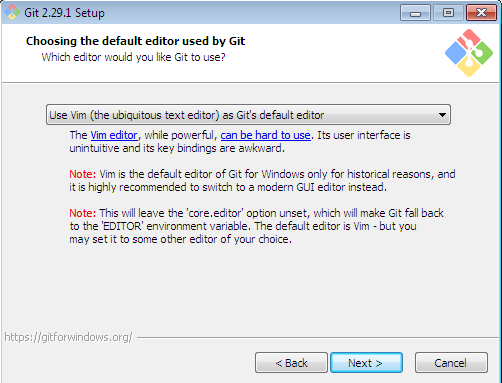 Git 2.29.1 Setup
Choosing the default editor used by Git
Which editor would you like Git to use?
Use Vim (the ubiquitous text editor) as Git's default editor
The Vim editor, while powerful, can be hard to use. Its user interface is
unintuitive and its key bindings are awkward.
Note: Vim is the default editor of Git for Windows only for historical reasons, and
it is highly recommended to switch to a modern GUI editor instead.
Note: This will leave the 'core.editor' option unset, which will make Git fall back
to the 'EDITOR' environment variable. The default editor is Vim - but you
may set it to some other editor of your choice.
https://gitforwindows.org/
< Back
Next >
Cancel